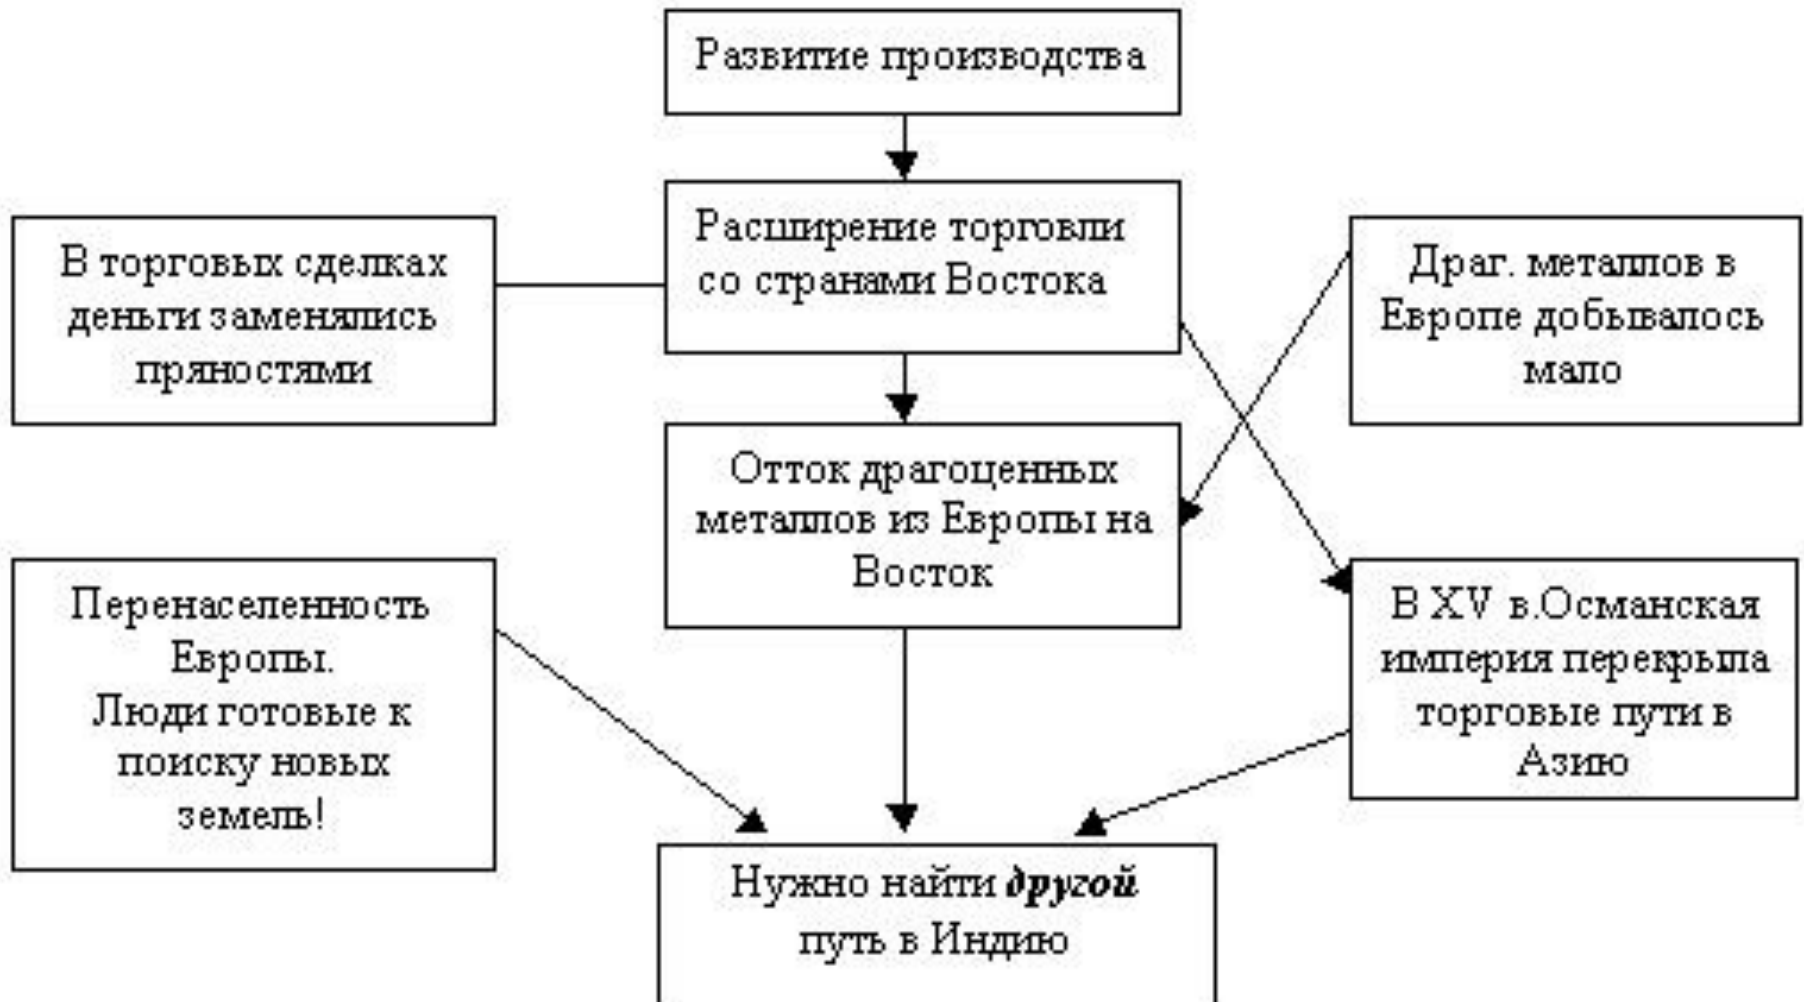 Развитие производства
Расширение торговли
со странами Востока
В торговых сделках
деньги заменялись
пряностями
Драг. металлов в
Европе добывалось
мало
Отток драгоценных
металлов из Европы на
Восток
Перенаселенность
Европы.
Люди готовые к
поиску новых
земель!
В XV в.Османская
империя перекрыла
торговые пути в
Азию
Нужно найти другой
путь в Индию